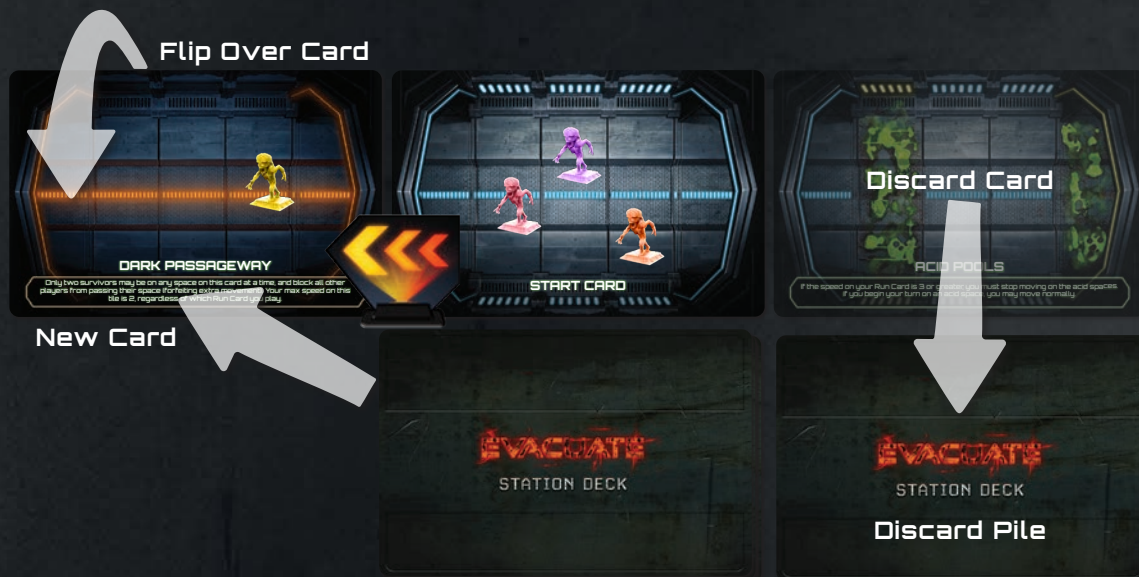 Flip Over Card
Discard Card
DARK PASSAGEWAY
Only two survivors may be on any space on this card at a time, and block all other
players from passing their space (forfeiting extra movement). Your max speed on this
tile is 2, regardless of which Run Card you play.
START CARD
ACID POOLS
If the speed on your Run Card is 3 or greater, you must stop moving on the acid spaces.
If you begin your turn on an acid space, you may move normally.
New Card
EVACUATE
STATION DECK
EVACUATE
STATION DECK
Discard Pile